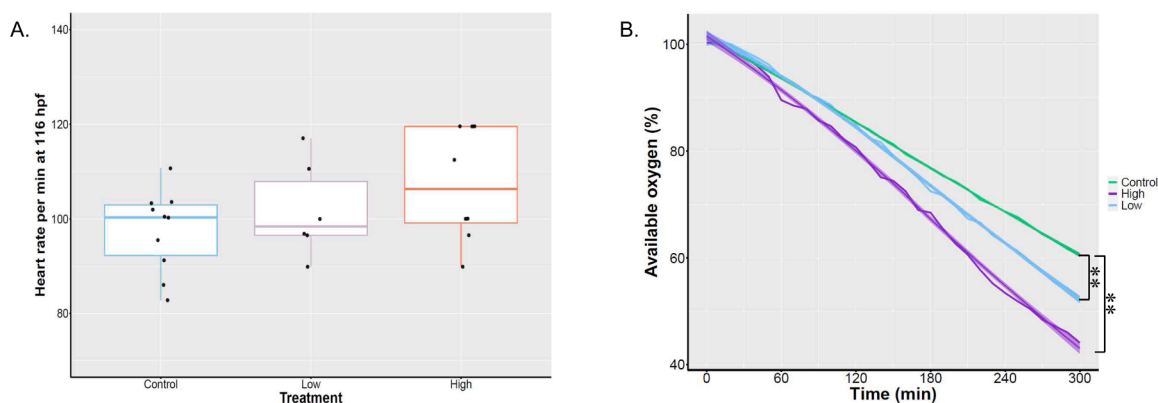 A.
Heart rate per min at 116 hpf
140
120
100
80
Control
Low
High
Treatment
B.
Available oxygen (%)
100
80
60
40
0
60
120
180
240
300
Time (min)
Control
High
Low
**
**